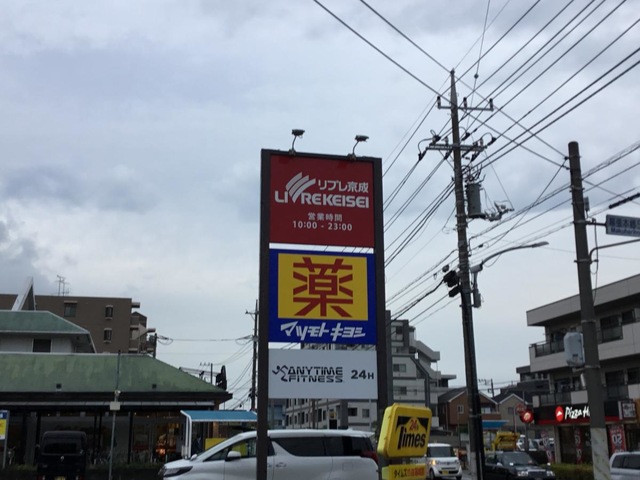 リブレ京成
LIVREKEISEI
営業時間
10:00 - 23:00
薬
マツモトキヨシ
ANYTIME
FITNESS
24H
24h
Times
Pizza H